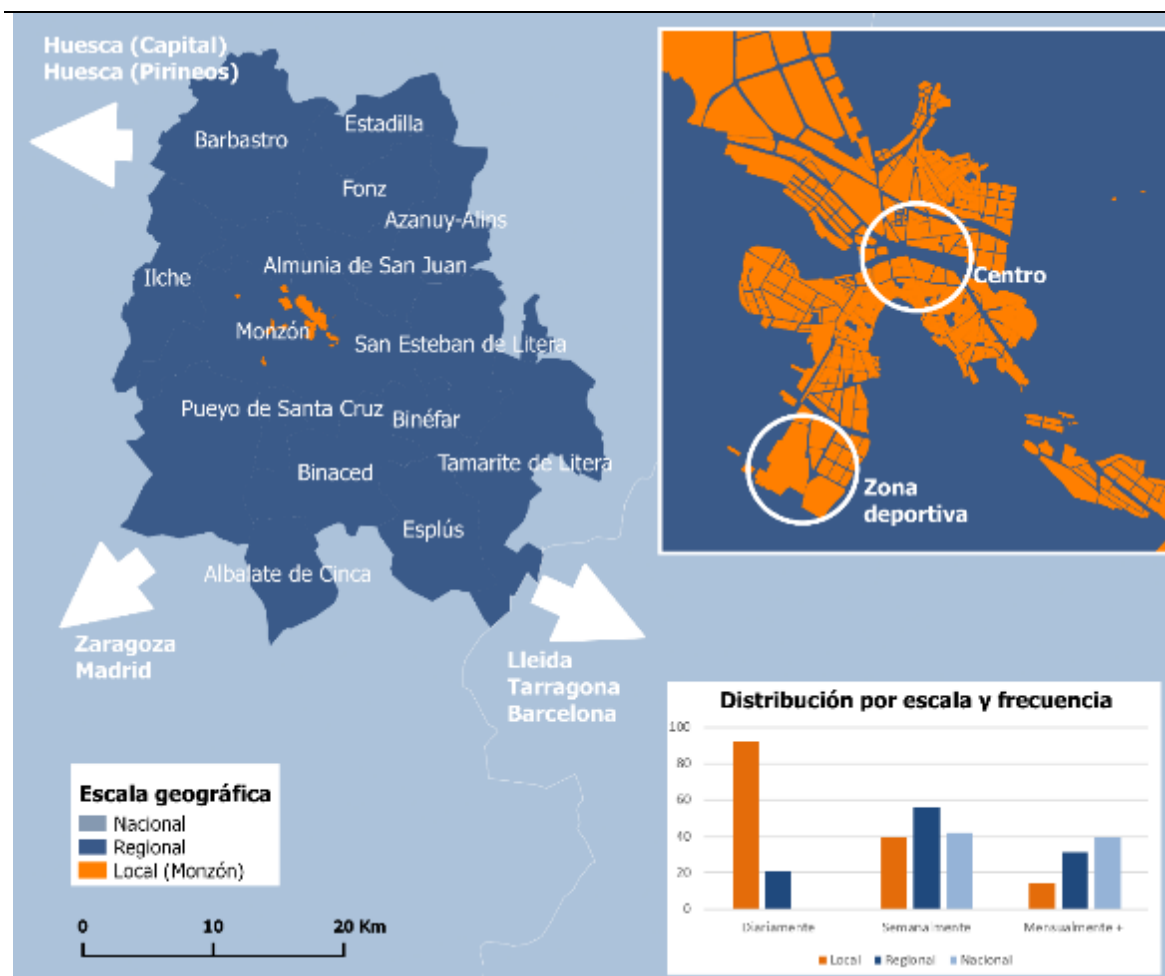 Huesca (Capital)
Huesca (Pirineos)
Barbastro
Estadilla
Fonz
Azanuy-Alins
Ilche
Almunia de San Juan
Monzón
San Esteban de Litera
Pueyo de Santa Cruz
Binéfar
Binaced
Tamarite de Litera
Esplús
Albalate de Cinca
Zaragoza
Madrid
Lleida
Tarragona
Barcelona
Centro
Zona
deportiva
Escala geográfica
Nacional
Regional
Local (Monzón)
0 10 20 Km
Distribución por escala y frecuencia
100
80
60
40
20
0
Diariamente Semanalmente Mensualmente +
Local Regional Nacional